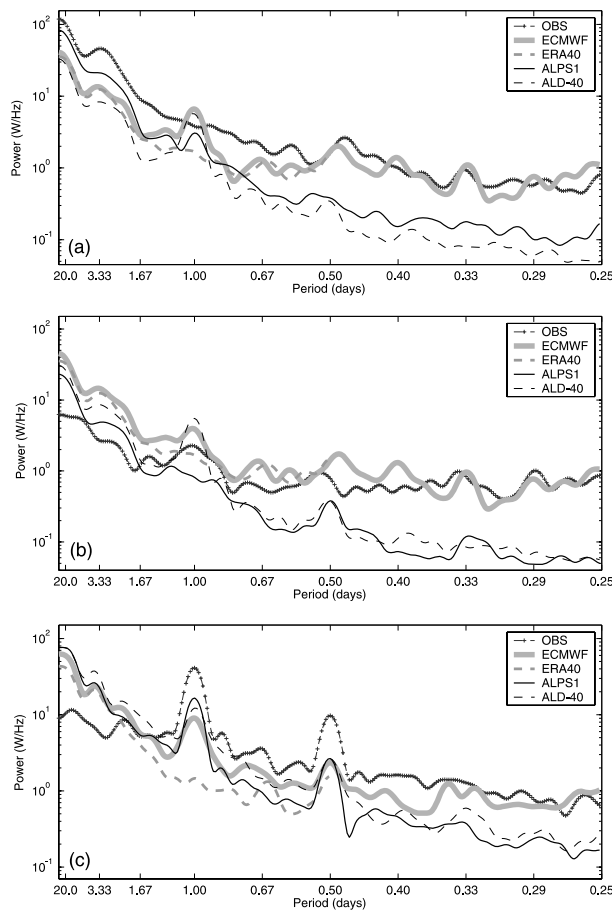 10²
10¹
10⁰
10⁻¹
Power (W/Hz)
(a)
OBS
ECMWF
ERA40
ALPS1
ALD-40
20.0 3.33 1.67 1.00 0.67 0.50 0.40 0.33 0.29 0.25
Period (days)
10²
10¹
10⁰
10⁻¹
Power (W/Hz)
(b)
OBS
ECMWF
ERA40
ALPS1
ALD-40
20.0 3.33 1.67 1.00 0.67 0.50 0.40 0.33 0.29 0.25
Period (days)
10²
10¹
10⁰
10⁻¹
Power (W/Hz)
(c)
OBS
ECMWF
ERA40
ALPS1
ALD-40
20.0 3.33 1.67 1.00 0.67 0.50 0.40 0.33 0.29 0.25
Period (days)